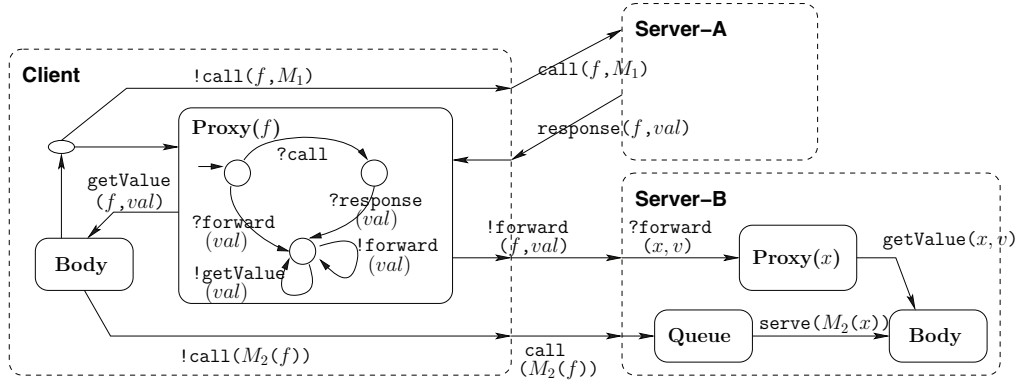 Server–A
Client
!call(f,M₁)
call(f,M₁)
Proxy(f)
response(f,val)
?call
getValue
(f,val)
?response
(val)
Server–B
?forward
(val)
!forward
(val)
!forward
(f,val)
?forward
(x,v)
getValue(x,v)
Body
!getValue
(val)
Proxy(x)
Queue
serve(M₂(x))
Body
!call(M₂(f))
call
(M₂(f))